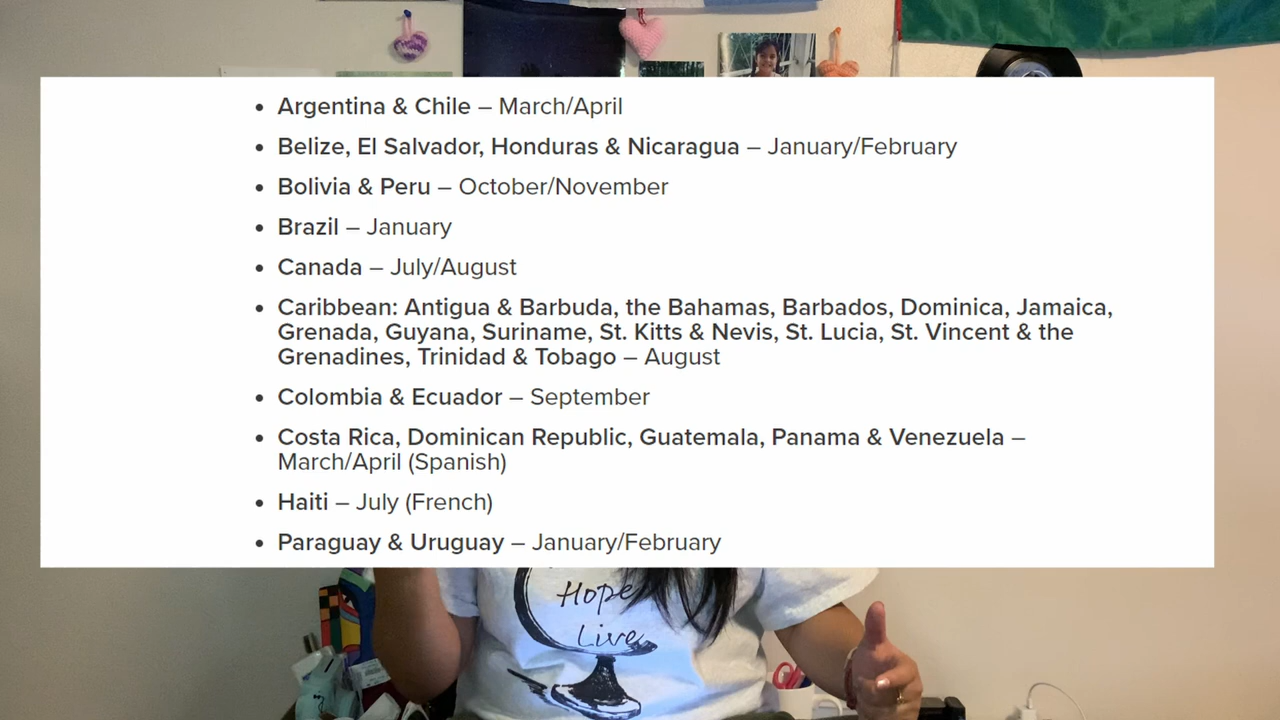 Argentina & Chile – March/April
Belize, El Salvador, Honduras & Nicaragua – January/February
Bolivia & Peru – October/November
Brazil – January
Canada – July/August
Caribbean: Antigua & Barbuda, the Bahamas, Barbados, Dominica, Jamaica,
Grenada, Guyana, Suriname, St. Kitts & Nevis, St. Lucia, St. Vincent & the
Grenadines, Trinidad & Tobago – August
Colombia & Ecuador – September
Costa Rica, Dominican Republic, Guatemala, Panama & Venezuela –
March/April (Spanish)
Haiti – July (French)
Paraguay & Uruguay – January/February
Hope
Live